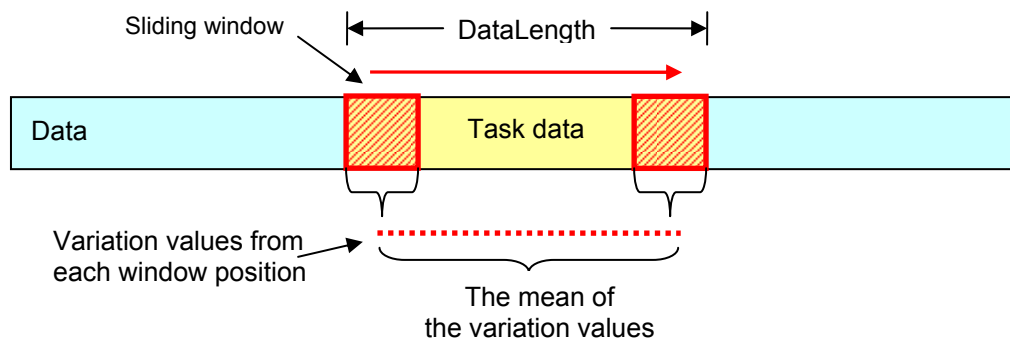 Sliding window
DataLength
Data
Task data
Variation values from
each window position
The mean of
the variation values